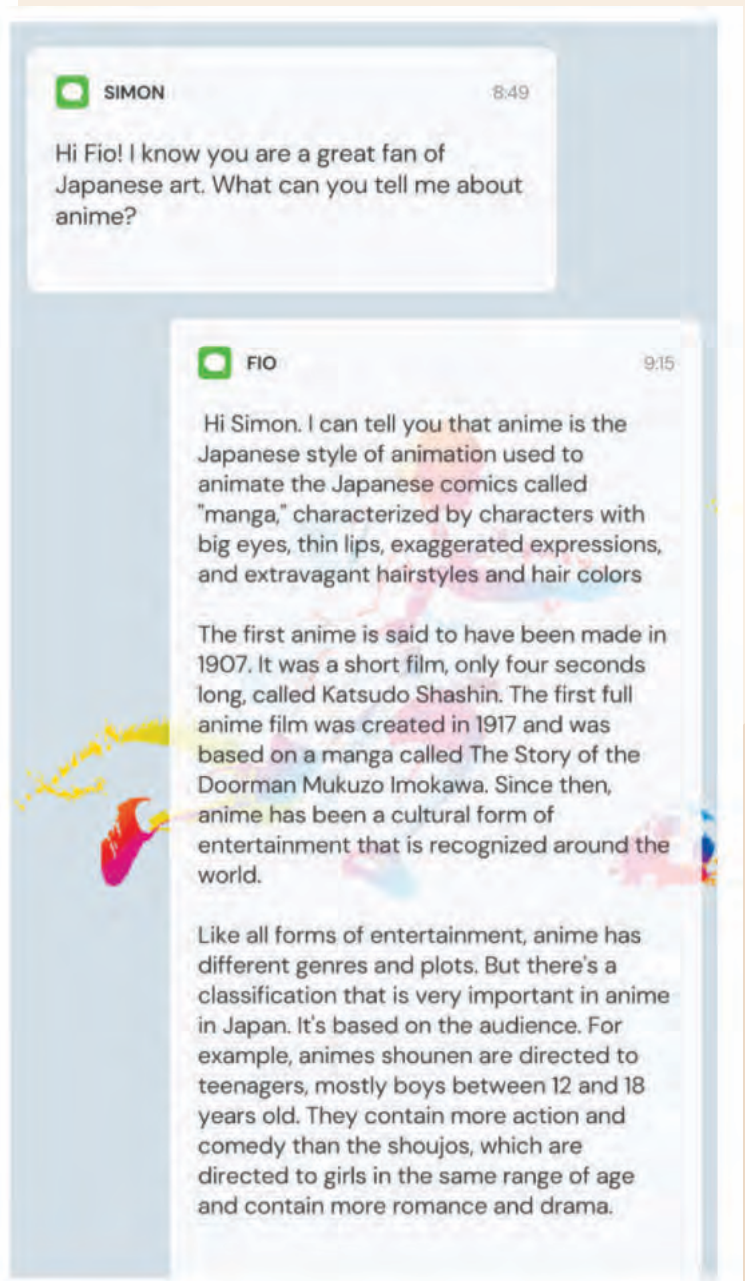 SIMON 8:49
Hi Fio! I know you are a great fan of
Japanese art. What can you tell me about
anime?
FIO 9:15
Hi Simon. I can tell you that anime is the
Japanese style of animation used to
animate the Japanese comics called
"manga," characterized by characters with
big eyes, thin lips, exaggerated expressions,
and extravagant hairstyles and hair colors
The first anime is said to have been made in
1907. It was a short film, only four seconds
long, called Katsudo Shashin. The first full
anime film was created in 1917 and was
based on a manga called The Story of the
Doorman Mukuzo Imokawa. Since then,
anime has been a cultural form of
entertainment that is recognized around the
world.
Like all forms of entertainment, anime has
different genres and plots. But there's a
classification that is very important in anime
in Japan. It's based on the audience. For
example, animes shounen are directed to
teenagers, mostly boys between 12 and 18
years old. They contain more action and
comedy than the shoujos, which are
directed to girls in the same range of age
and contain more romance and drama.